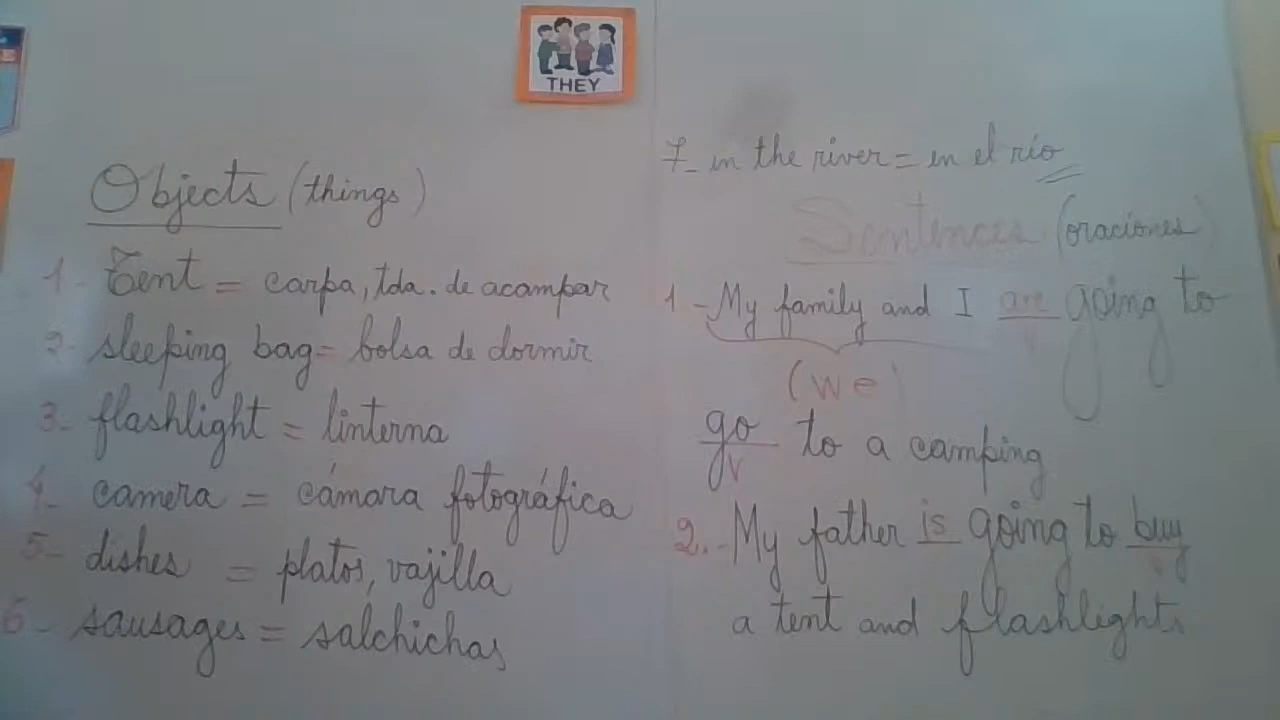 THEY
Objects (things)
1- Tent = carpa, tda. de acampar
2- sleeping bag = bolsa de dormir
3- flashlight = linterna
4- camera = cámara fotográfica
5- dishes = platos, vajilla
6- sausages = salchichas
7- in the river = en el río
Sentences (oraciones)
1.- My family and I are going to
(we)
go to a camping
v
2.- My father is going to buy
a tent and flashlights